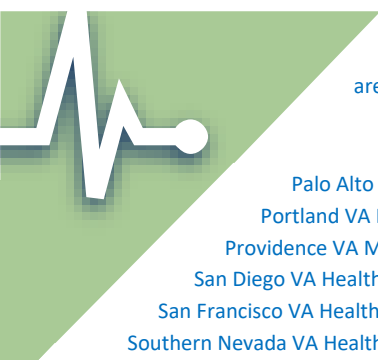 are
Palo Alto
Portland VA
Providence VA
San Diego VA Health
San Francisco VA Health
Southern Nevada VA Health